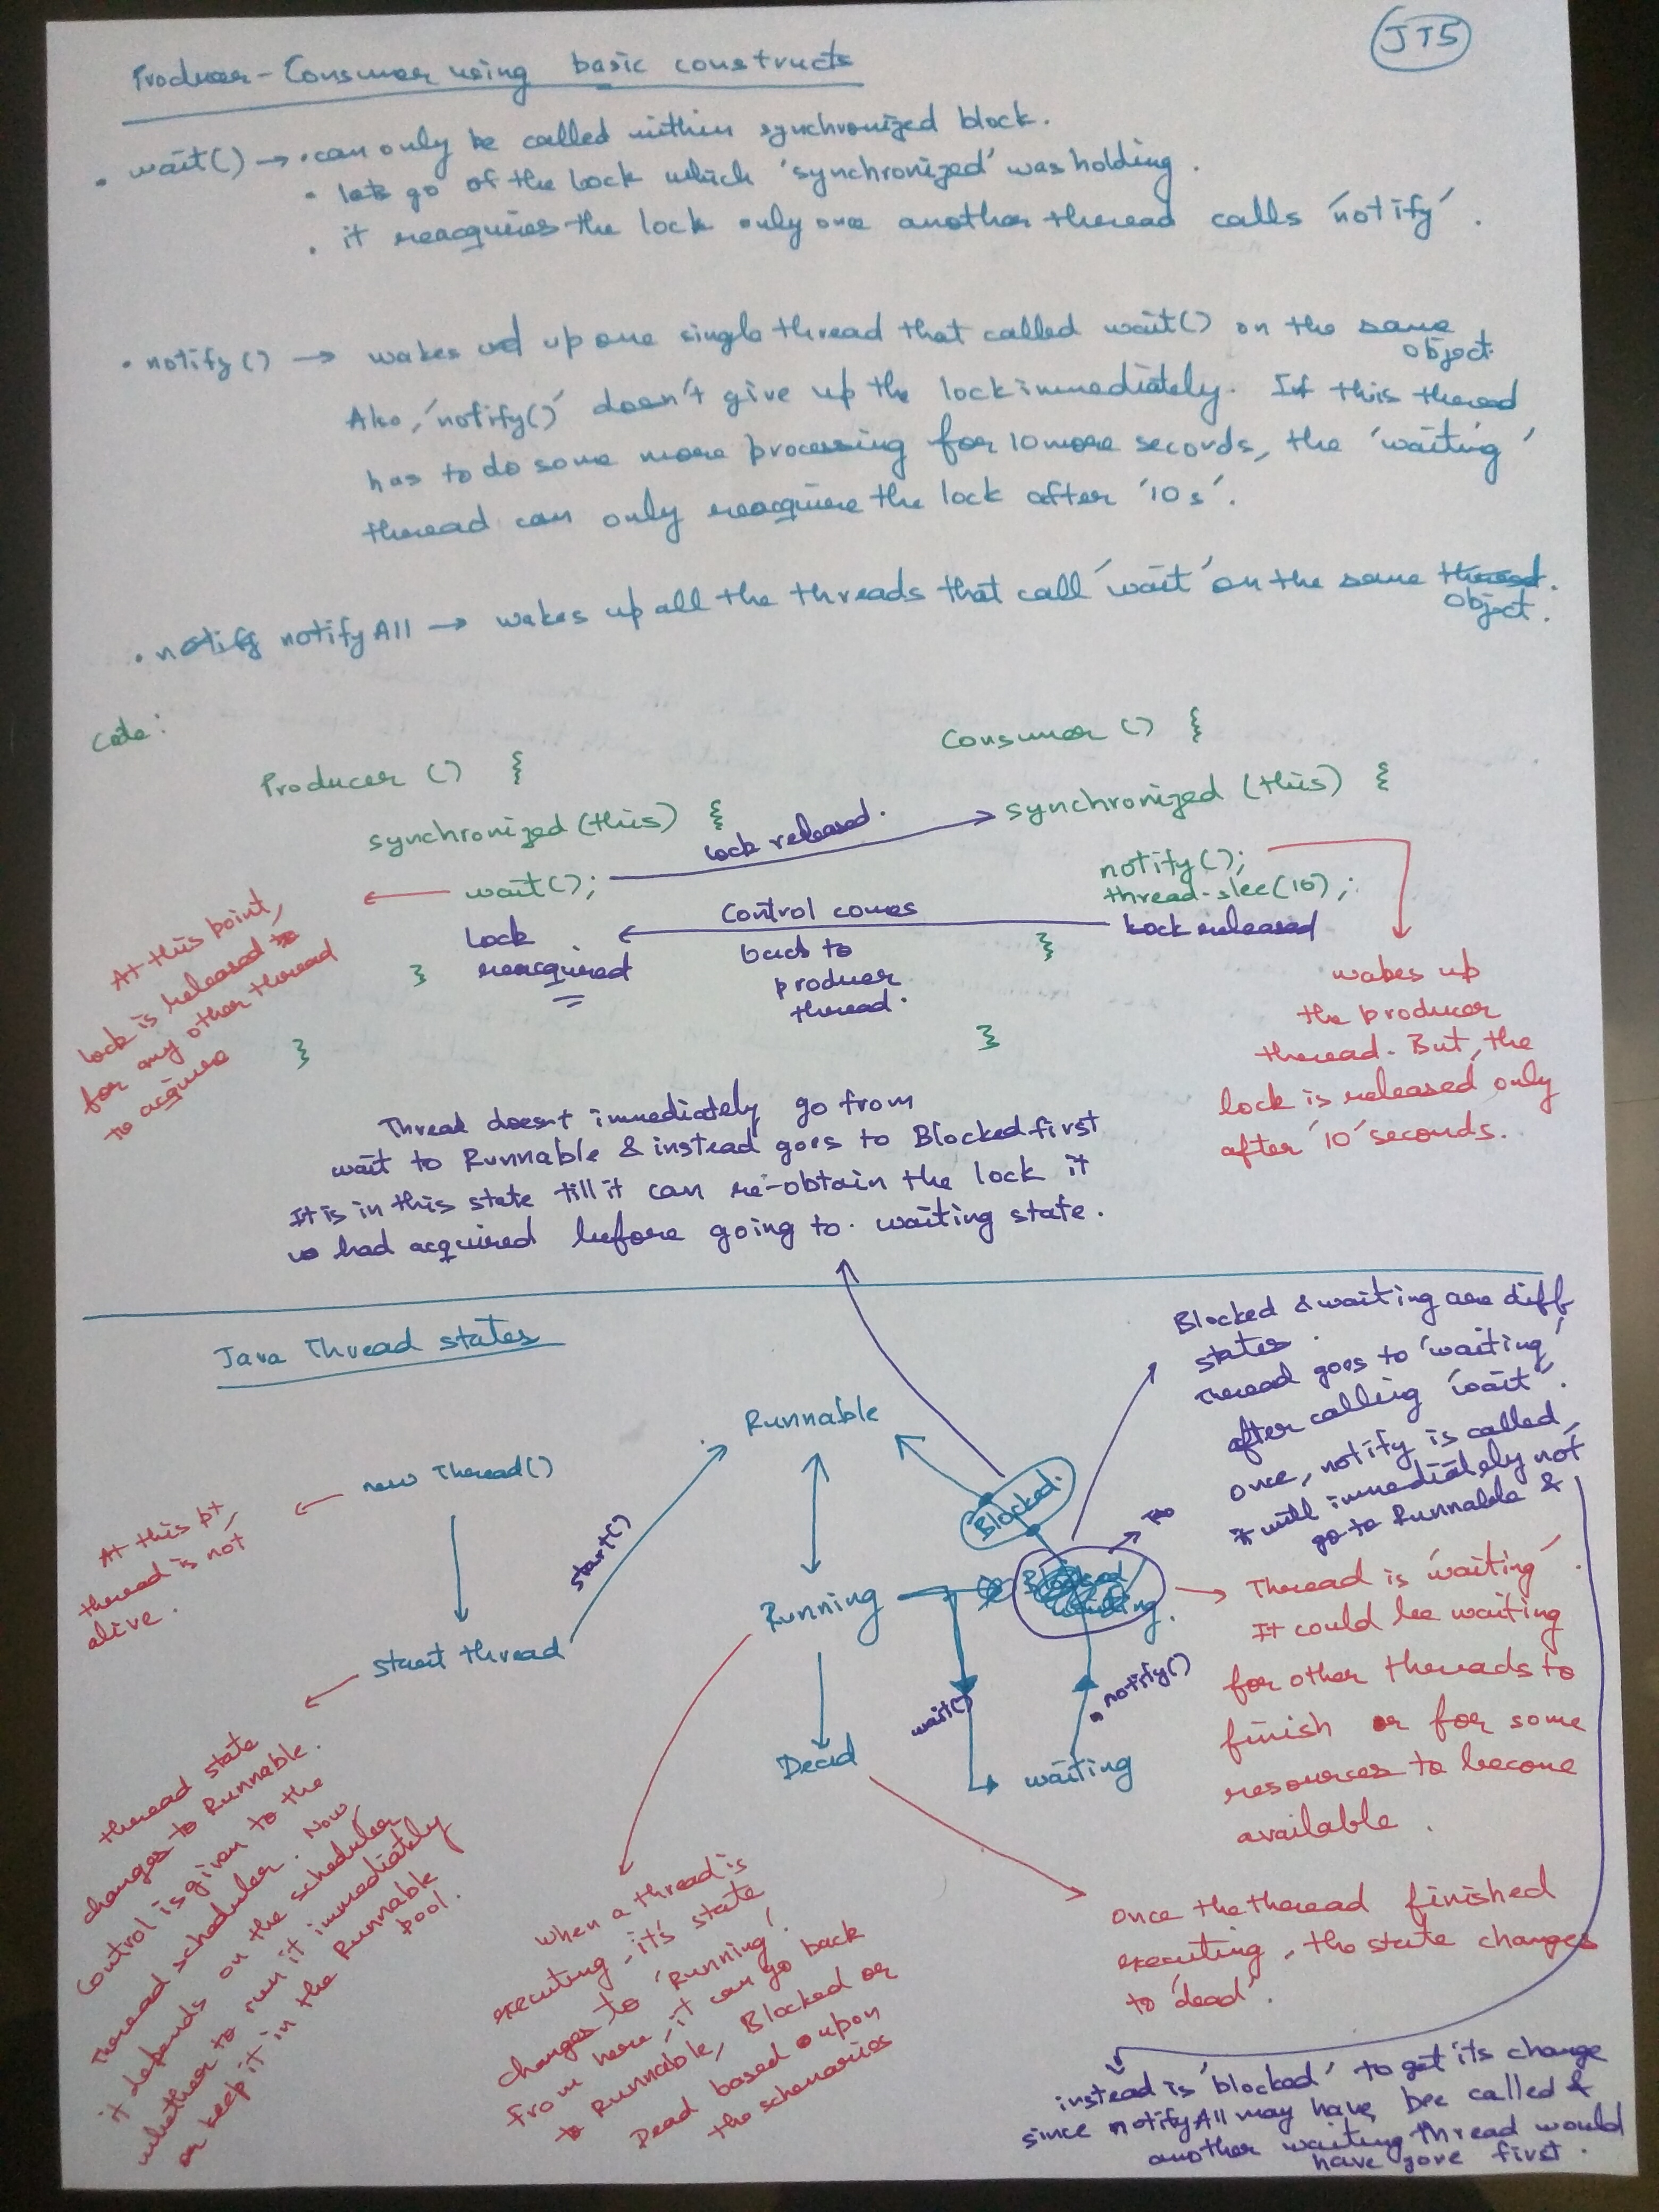 JT5
Producer-Consumer using basic constructs
• wait() → • can only be called within synchronized block.
• lets go of the lock which 'synchronized' was holding.
• it reacquires the lock only once another thread calls 'notify'.
• notify() → wakes up one single thread that called wait() on the same
object.
Also, 'notify()' doesn't give up the lock immediately. If this thread
has to do some more processing for 10 more seconds, the 'waiting'
thread can only reacquire the lock after '10s'.
• notify notifyAll → wakes up all the threads that call 'wait' on the same thread.
object.
Code:
Producer () {
synchronized (this) {
wait();
Lock
reacquired
}
}
lock released.
Control comes
back to
producer
thread.
Consumer () {
synchronized (this) {
notify();
thread.slee(10);
Lock released
}
}
At this point,
lock is released to
for any other thread
to acquire
wakes up
the producer
thread. But, the
lock is released only
after '10' seconds.
Thread doesnt immediately go from
wait to Runnable & instead goes to Blocked first
It is in this state till it can re-obtain the lock it
had acquired before going to waiting state.
Java Thread states
new Thread()
At this pt,
thread is not
alive.
start thread
start()
Runnable
Running
Dead
Blocked.
wait()
waiting
notify()
Blocked & waiting are diff
states.
Thread goes to 'waiting'
after calling 'wait'.
once, notify is called,
it will immediately not
go to Runnable &
Thread is 'waiting'.
It could be waiting
for other threads to
finish or for some
resources to become
available.
thread state
changes to Runnable.
Control is given to the
Thread scheduler. Now,
it depends on the scheduler
whether to run it immediately
or keep it in the Runnable
pool.
When a thread is
executing, it's state
changes to 'Running'.
From here, it can go back
to Runnable, Blocked or
Dead based upon
the schenarios
Once the thread finished
executing, the state changes
to 'dead'.
instead is 'blocked' to get its change
since notifyAll may have bee called &
another waiting thread would
have gone first.